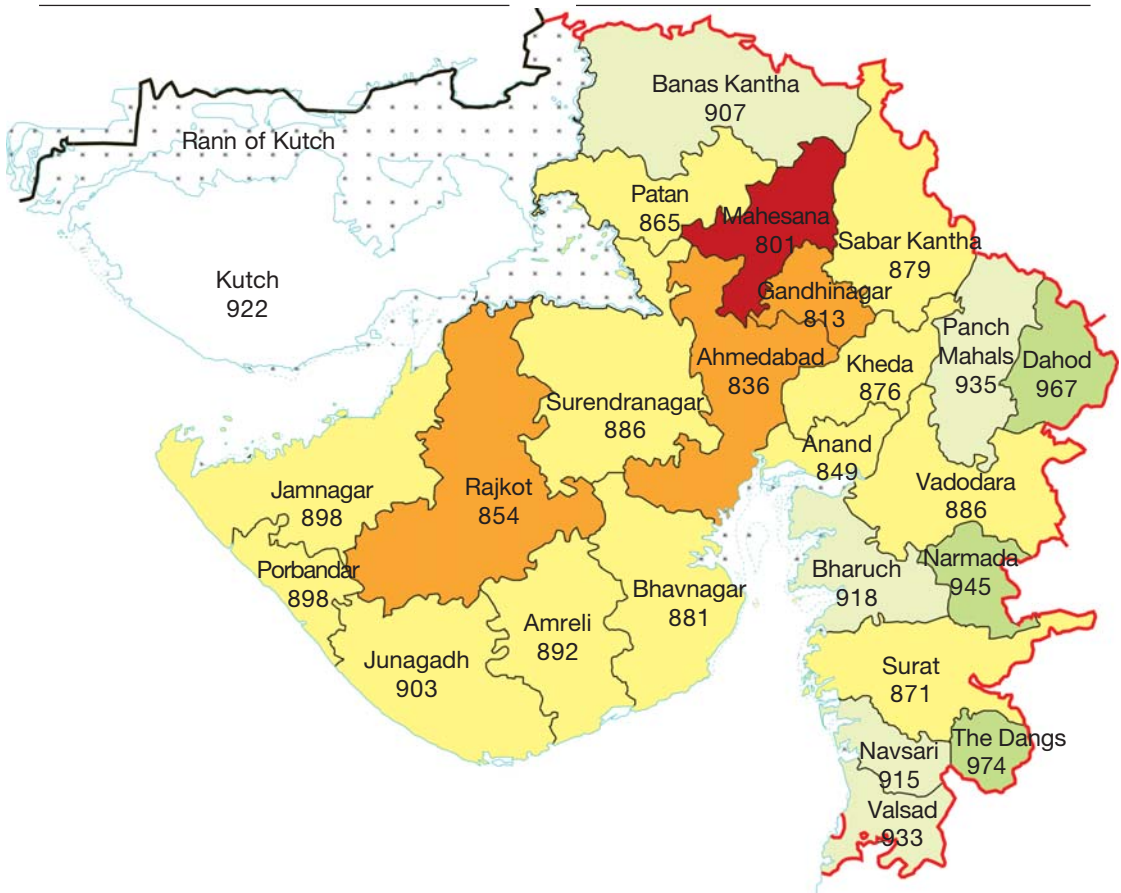 Banas Kantha
907
Rann of Kutch
Patan
865
Mahesana
801
Sabar Kantha
879
Kutch
922
Gandhinagar
813
Panch
Mahals
935
Dahod
967
Ahmedabad
836
Kheda
876
Surendranagar
886
Anand
849
Vadodara
886
Jamnagar
898
Rajkot
854
Porbandar
898
Bharuch
918
Narmada
945
Bhavnagar
881
Amreli
892
Junagadh
903
Surat
871
The Dangs
974
Navsari
915
Valsad
933